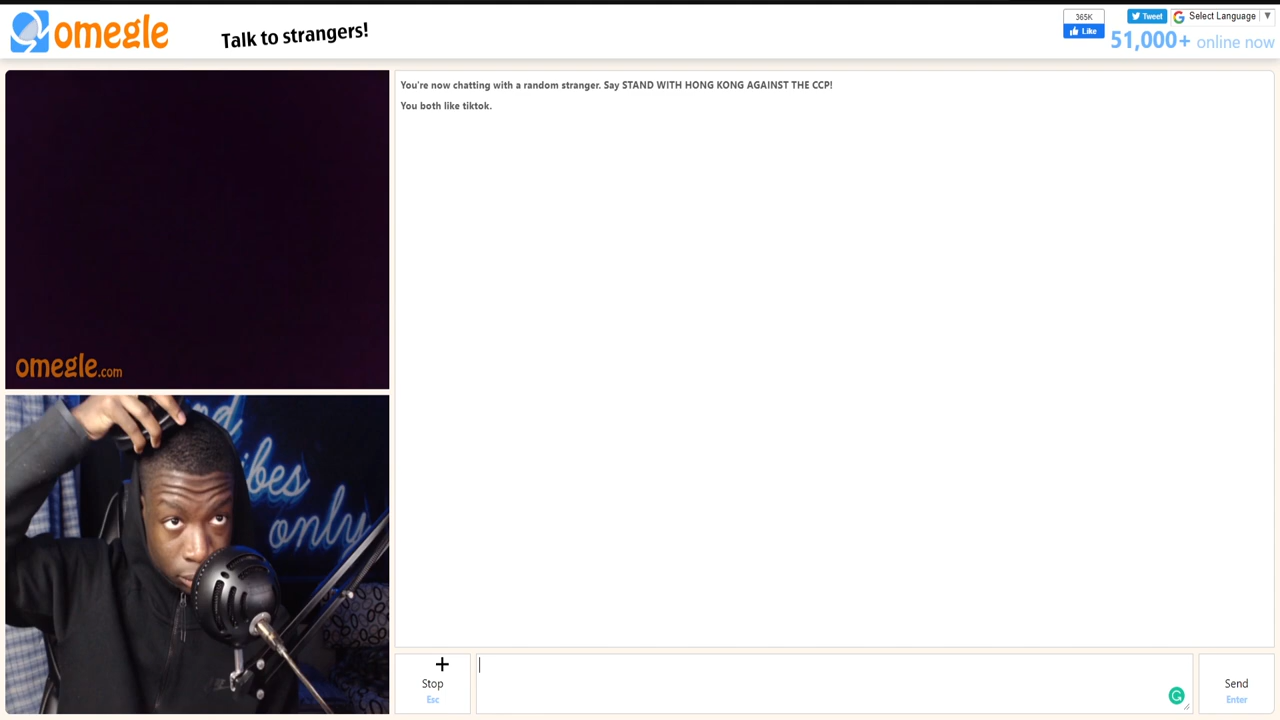 omegle
Talk to strangers!
365K
Like
Tweet
Select Language ▼
51,000+ online now
You're now chatting with a random stranger. Say STAND WITH HONG KONG AGAINST THE CCP!
You both like tiktok.
omegle.com
ibes
only
Stop
Esc
Send
Enter